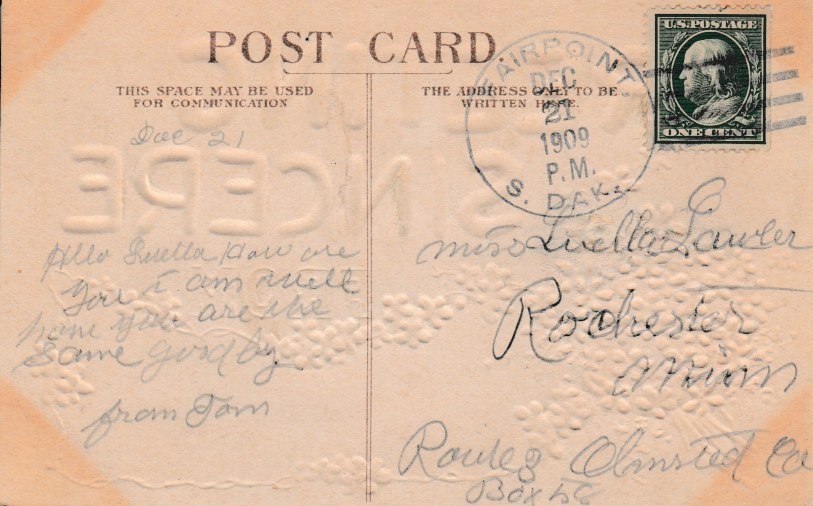 POST CARD
THIS SPACE MAY BE USED
FOR COMMUNICATION
THE ADDRESS ONLY TO BE
WRITTEN HERE.
FAIRPOINT,
DEC
21
1909
P.M.
S. DAK.
U.S. POSTAGE
ONE CENT
Dec 21
Hello Luella How are
you I am well
hope you are the
same good by
from Tom
Miss Luella Lawler
Rochester
Minn
Olmsted Co
Box
SINCERE